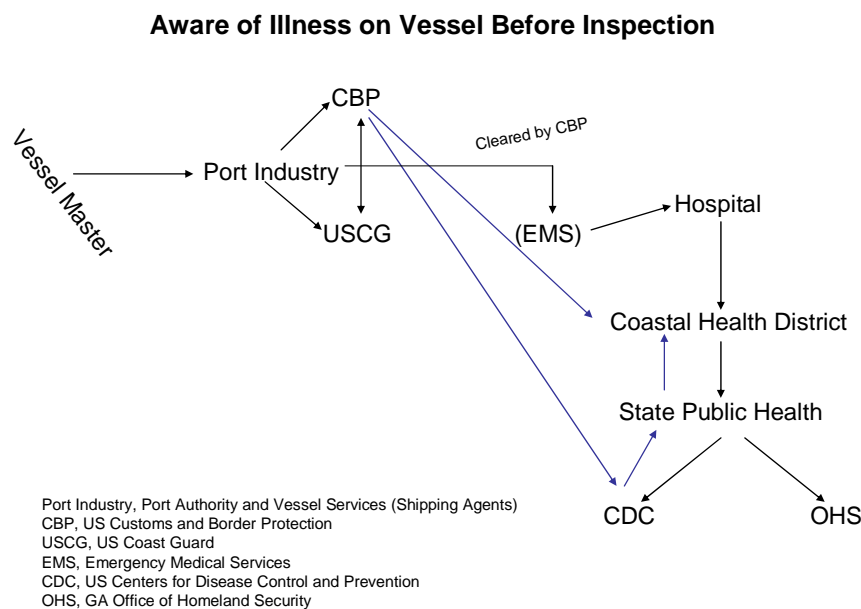 Aware of Illness on Vessel Before Inspection
CBP
Cleared by CBP
Vessel Master
Port Industry
Hospital
USCG
(EMS)
Coastal Health District
State Public Health
CDC
OHS
Port Industry, Port Authority and Vessel Services (Shipping Agents)
CBP, US Customs and Border Protection
USCG, US Coast Guard
EMS, Emergency Medical Services
CDC, US Centers for Disease Control and Prevention
OHS, GA Office of Homeland Security